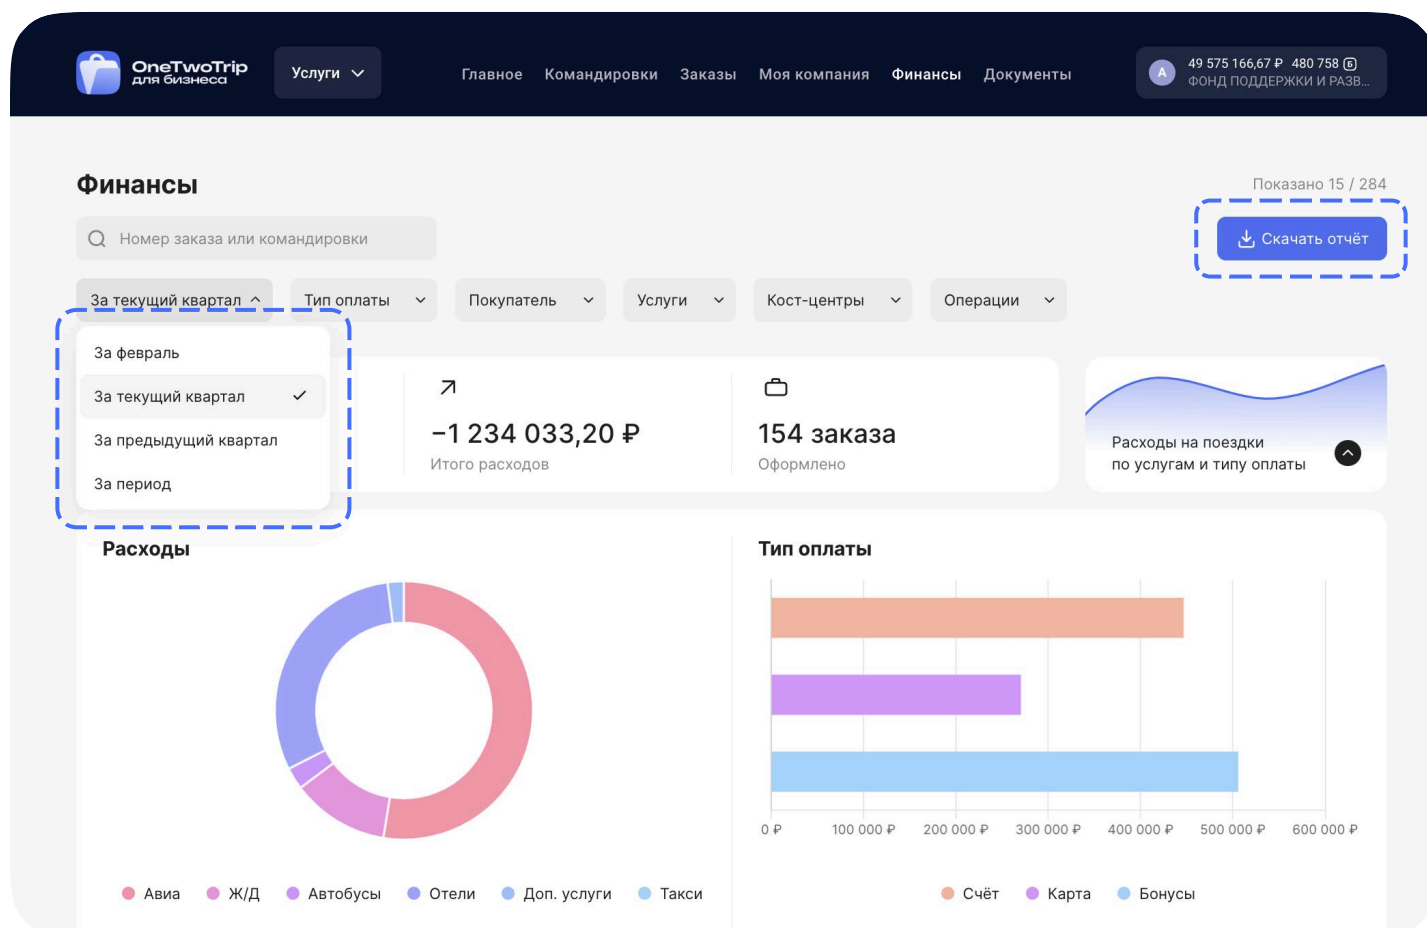 OneTwoTrip
для бизнеса
Услуги
Главное Командировки Заказы Моя компания Финансы Документы
А
49 575 166,67 ₽ 480 758 Б
ФОНД ПОДДЕРЖКИ И РАЗВ...
Финансы
Показано 15 / 284
Номер заказа или командировки
Скачать отчёт
За текущий квартал
Тип оплаты
Покупатель
Услуги
Кост-центры
Операции
За февраль
За текущий квартал
За предыдущий квартал
За период
−1 234 033,20 ₽
Итого расходов
154 заказа
Оформлено
Расходы на поездки
по услугам и типу оплаты
Расходы
Авиа Ж/Д Автобусы Отели Доп. услуги Такси
Тип оплаты
0 ₽ 100 000 ₽ 200 000 ₽ 300 000 ₽ 400 000 ₽ 500 000 ₽ 600 000 ₽
Счёт Карта Бонусы